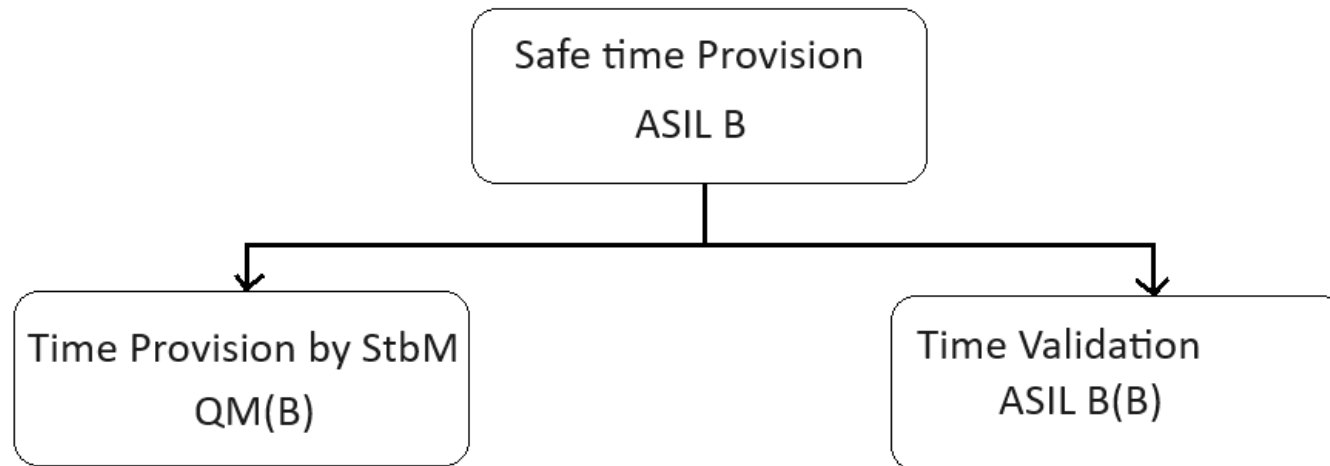 Safe time Provision
ASIL B
Time Provision by StbM
QM(B)
Time Validation
ASIL B(B)